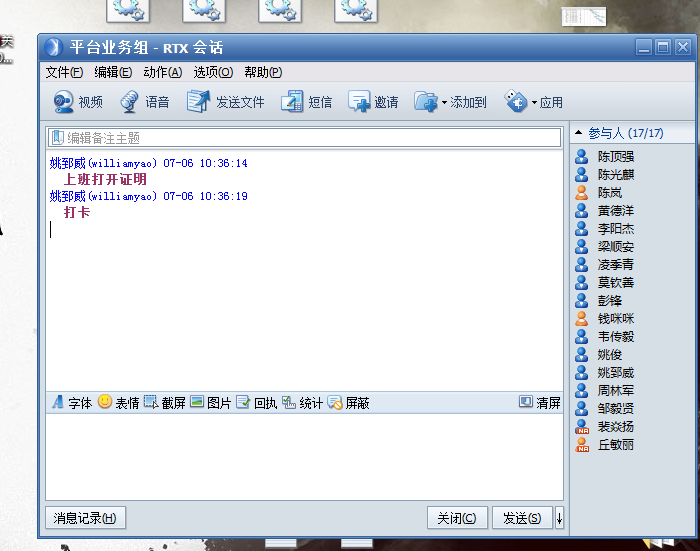 平台业务组 - RTX 会话
文件(F) 编辑(E) 动作(A) 选项(O) 帮助(P)
视频 语音 发送文件 短信 邀请 添加到 应用
编辑备注主题
姚郅威(williamyao) 07-06 10:36:14
上班打开证明
姚郅威(williamyao) 07-06 10:36:19
打卡
字体 表情 截屏 图片 回执 统计 屏蔽 清屏
消息记录(H) 关闭(C) 发送(S)
参与人 (17/17)
陈顶强
陈光麒
陈岚
黄德洋
李阳杰
梁顺安
凌季青
莫钦善
彭锋
钱咪咪
韦传毅
姚俊
姚郅威
周林军
邹毅贤
裴焱扬
丘敏丽